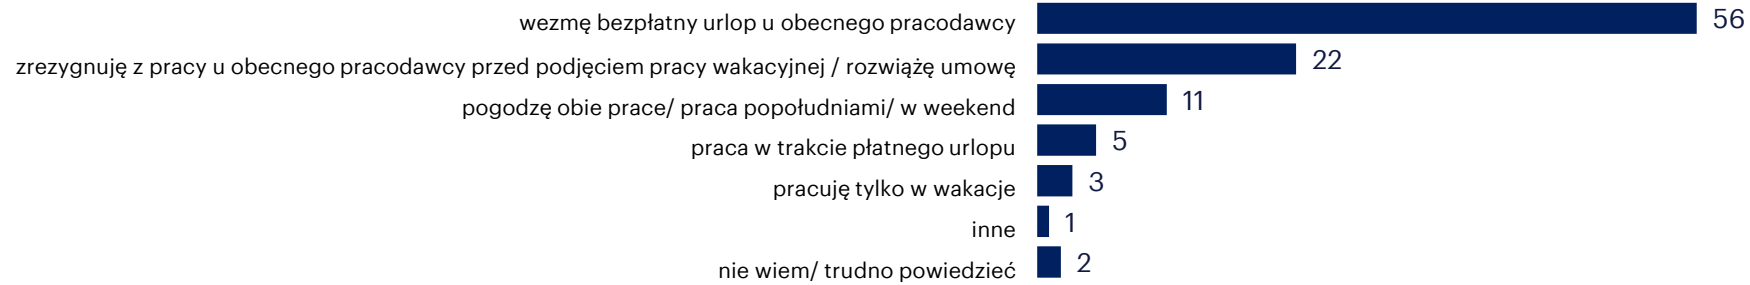 wezmę bezpłatny urlop u obecnego pracodawcy 56
zrezygnuję z pracy u obecnego pracodawcy przed podjęciem pracy wakacyjnej / rozwiążę umowę 22
pogodzę obie prace/ praca popołudniami/ w weekend 11
praca w trakcie płatnego urlopu 5
pracuję tylko w wakacje 3
inne 1
nie wiem/ trudno powiedzieć 2